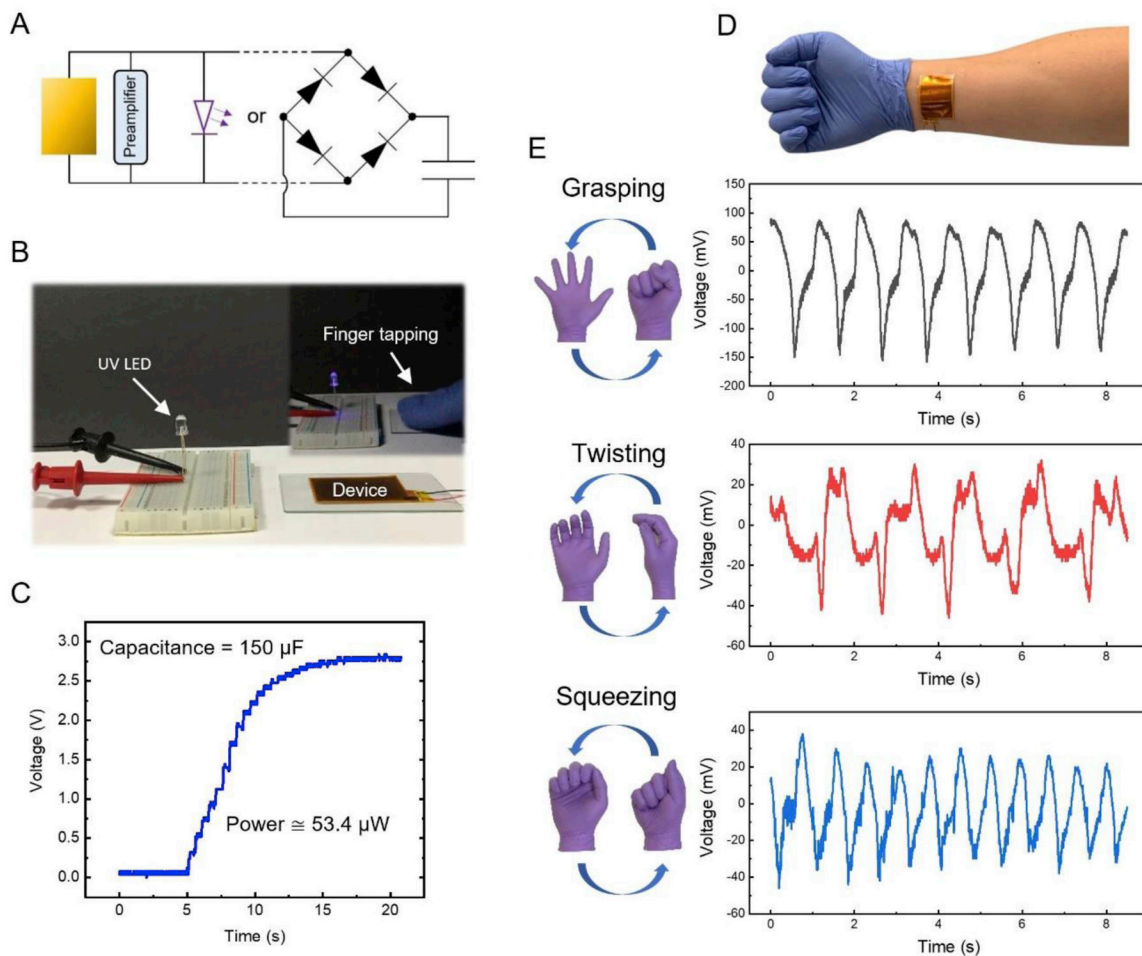 A
Preamplifier
or
B
UV LED
Finger tapping
Device
C
Capacitance = 150 µF
Power ≅ 53.4 µW
Voltage (V)
3.0
2.5
2.0
1.5
1.0
0.5
0.0
0 5 10 15 20
Time (s)
D
E
Grasping
Voltage (mV)
150
100
50
0
-50
-100
-150
-200
0 2 4 6 8
Time (s)
Twisting
Voltage (mV)
40
20
0
-20
-40
-60
0 2 4 6 8
Time (s)
Squeezing
Voltage (mV)
40
20
0
-20
-40
-60
0 2 4 6 8
Time (s)